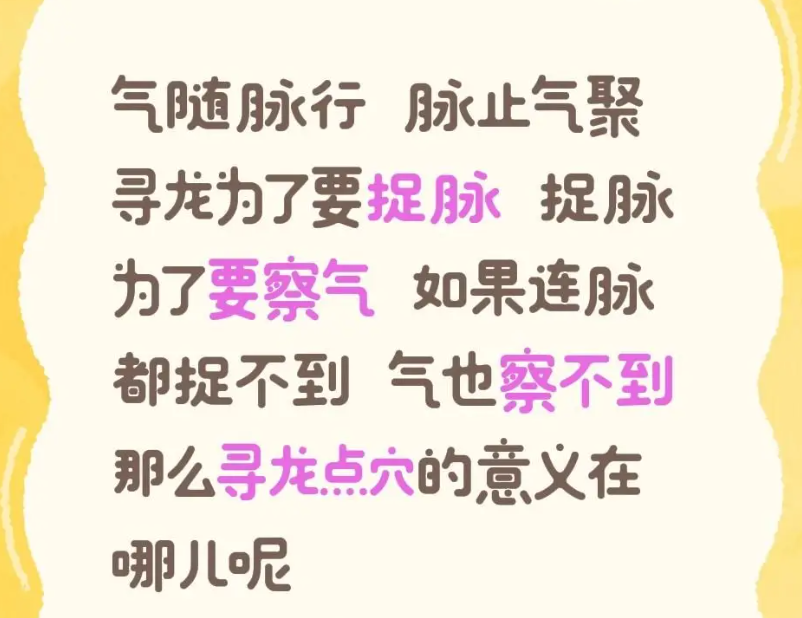 气随脉行 脉止气聚
寻龙为了要捉脉 捉脉
为了要察气 如果连脉
都捉不到 气也察不到
那么寻龙点穴的意义在
哪儿呢